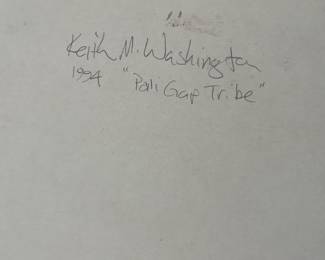 Keith M. Washington
1994 "Pali Gap Tribe"